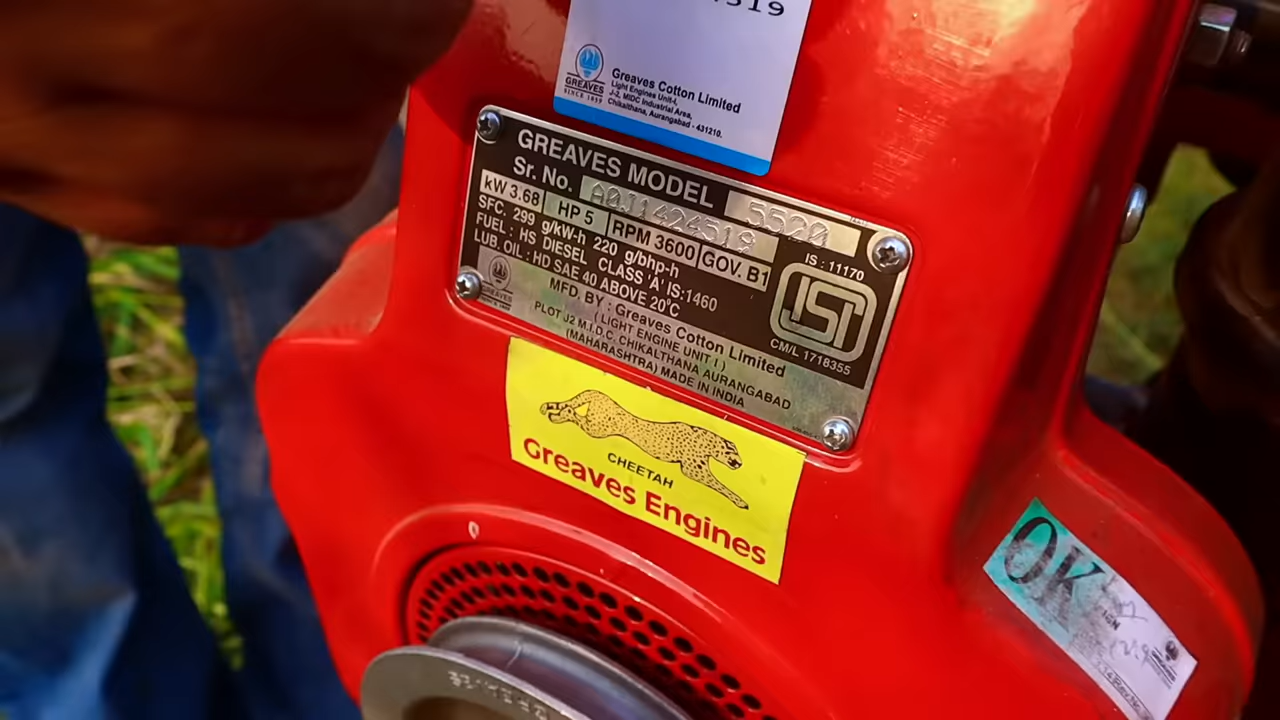 GREAVES
SINCE 1859
Greaves Cotton Limited
Light Engines Unit-I,
J-2, MIDC Industrial Area,
Chikalthana, Aurangabad - 431210.
GREAVES MODEL 5520
Sr. No. A0J1424519
kW 3.68 HP 5 RPM 3600 GOV. B1
SFC. 299 g/kW-h 220 g/bhp-h
FUEL : HS DIESEL CLASS 'A' IS:1460
LUB. OIL : HD SAE 40 ABOVE 20°C
IS : 11170
ISI
CM/L 1718355
GREAVES
MFD. BY : Greaves Cotton Limited
( LIGHT ENGINE UNIT I )
PLOT J2 M.I.D.C. CHIKALTHANA AURANGABAD
(MAHARASHTRA) MADE IN INDIA
CHEETAH
Greaves Engines
OK